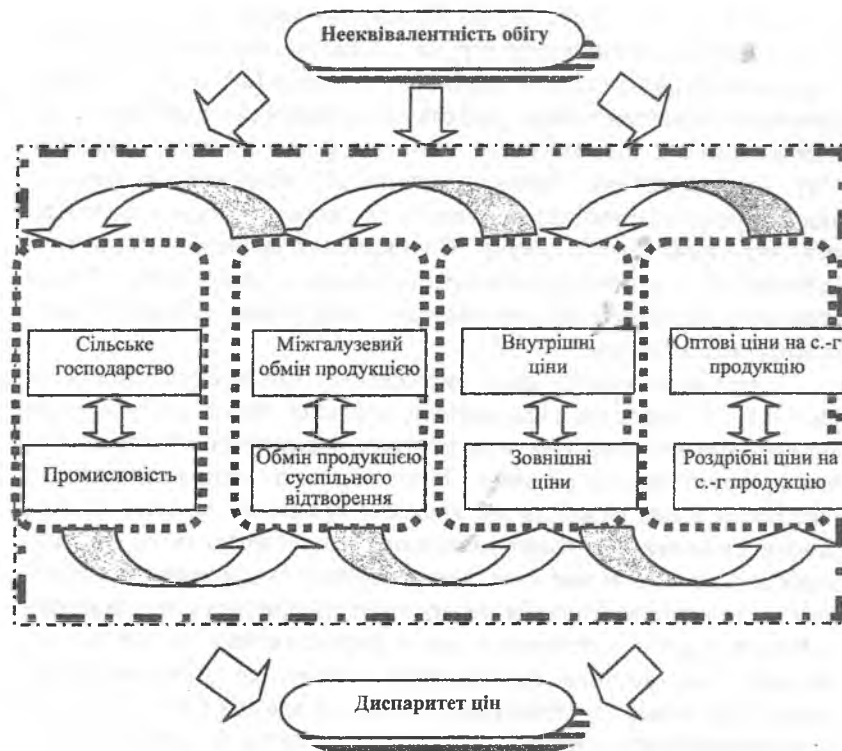 Нееквівалентність обігу
Сільське
господарство
Міжгалузевий
обмін продукцією
Внутрішні
ціни
Оптові ціни на с.-г
продукцію
Промисловість
Обмін продукцією
суспільного
відтворення
Зовнішні
ціни
Роздрібні ціни на
с.-г продукцію
Диспаритет цін